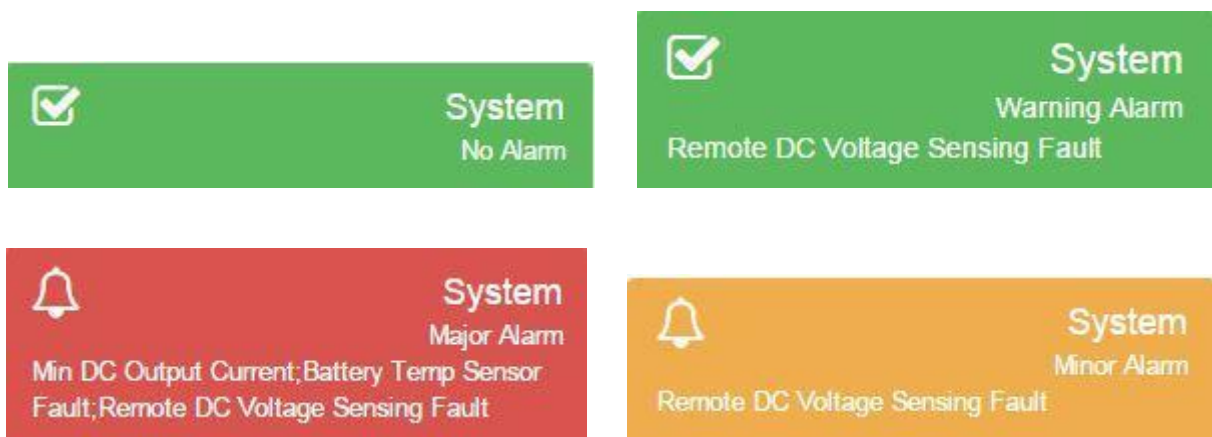 System
No Alarm
System
Warning Alarm
Remote DC Voltage Sensing Fault
System
Major Alarm
Min DC Output Current;Battery Temp Sensor
Fault;Remote DC Voltage Sensing Fault
System
Minor Alarm
Remote DC Voltage Sensing Fault